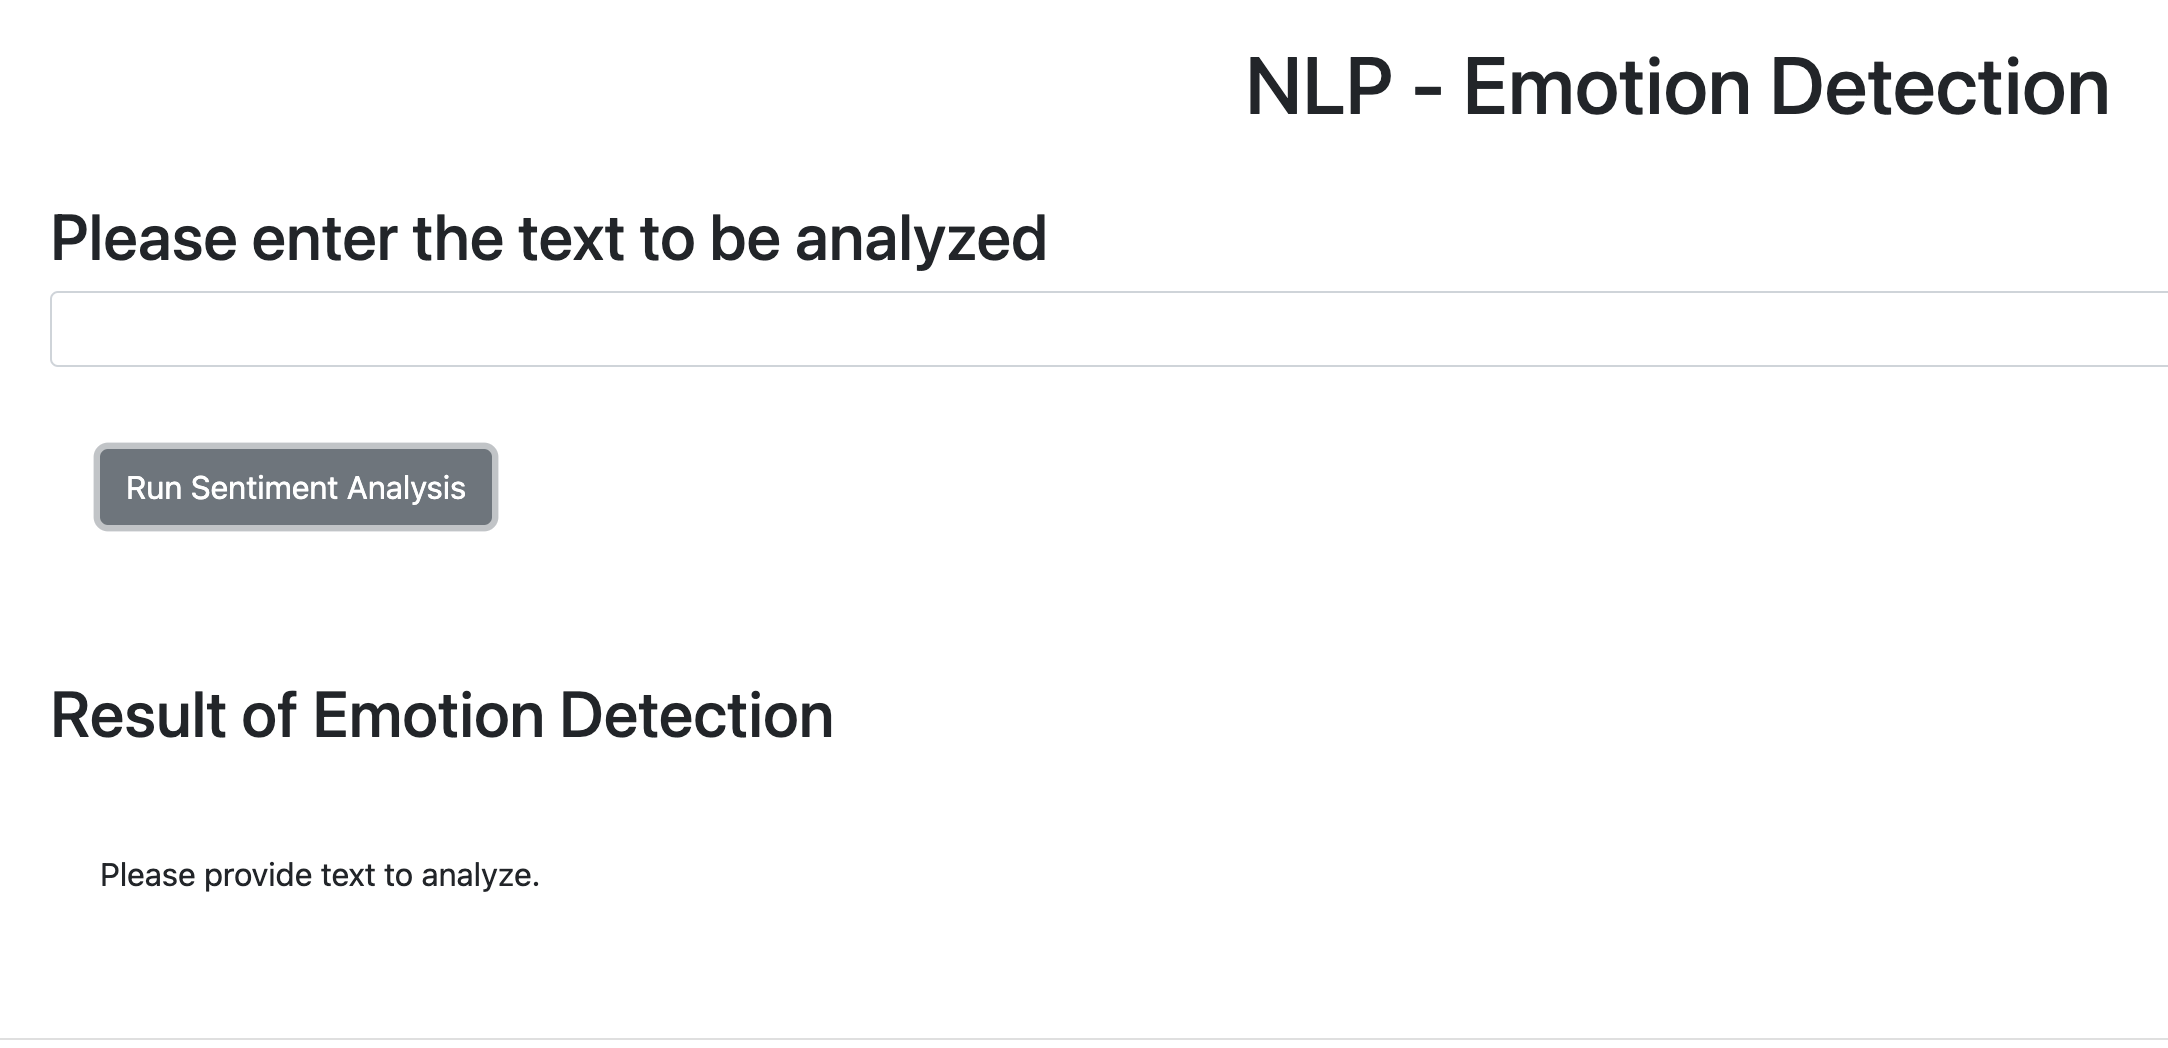 NLP - Emotion Detection
Please enter the text to be analyzed
Run Sentiment Analysis
Result of Emotion Detection
Please provide text to analyze.